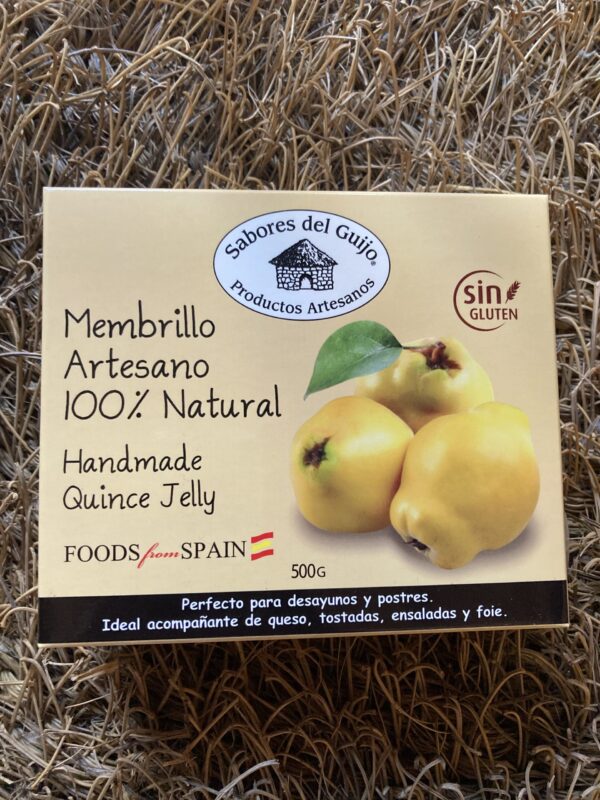 Sabores del Guijo®
Productos Artesanos
sin
GLUTEN
Membrillo
Artesano
100% Natural
Handmade
Quince Jelly
FOODS from SPAIN
500G
Perfecto para desayunos y postres.
Ideal acompañante de queso, tostadas, ensaladas y foie.